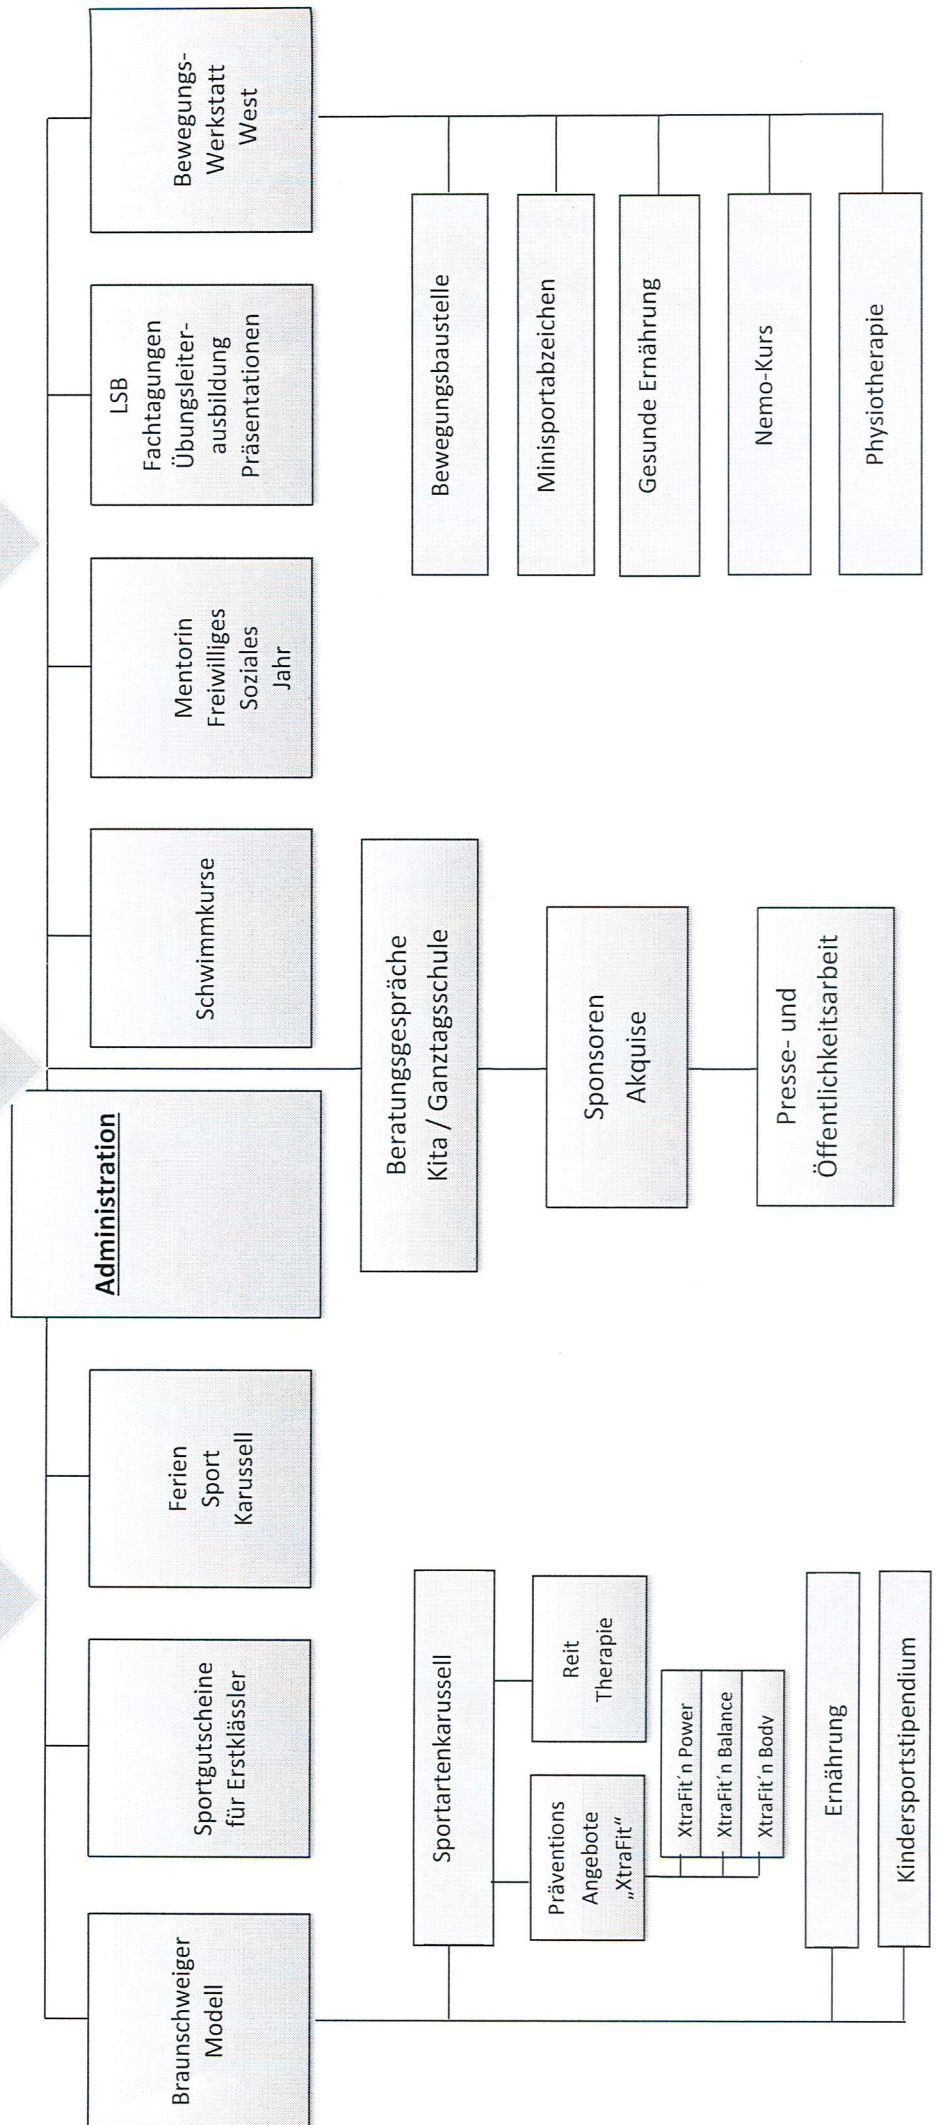 Administration
Braunschweiger
Modell
Sportgutscheine
für Erstklässler
Ferien
Sport
Karussell
Schwimmkurse
Mentorin
Freiwilliges
Soziales
Jahr
LSB
Fachtagungen
Übungsleiter-
ausbildung
Präsentationen
Bewegungs-
Werkstatt
West
Sportartenkarussell
Präventions
Angebote
„XtraFit“
Reit
Therapie
XtraFit´n Power
XtraFit´n Balance
XtraFit´n Body
Ernährung
Kindersportstipendium
Beratungsgespräche
Kita / Ganztagsschule
Sponsoren
Akquise
Presse- und
Öffentlichkeitsarbeit
Bewegungsbaustelle
Minisportabzeichen
Gesunde Ernährung
Nemo-Kurs
Physiotherapie